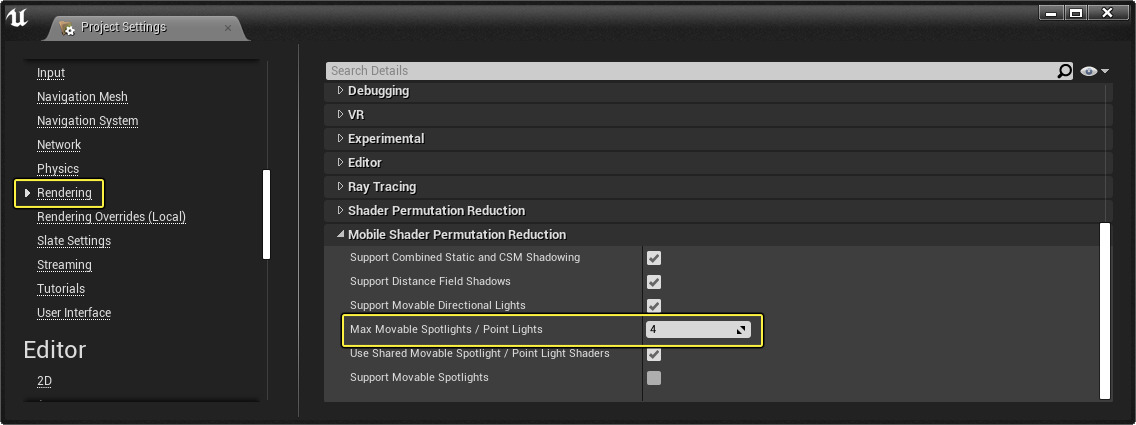 Project Settings
Input
Navigation Mesh
Navigation System
Network
Physics
Rendering
Rendering Overrides (Local)
Slate Settings
Streaming
Tutorials
User Interface
Editor
2D
Search Details
Debugging
VR
Experimental
Editor
Ray Tracing
Shader Permutation Reduction
Mobile Shader Permutation Reduction
Support Combined Static and CSM Shadowing
Support Distance Field Shadows
Support Movable Directional Lights
Max Movable Spotlights / Point Lights 4
Use Shared Movable Spotlight / Point Light Shaders
Support Movable Spotlights